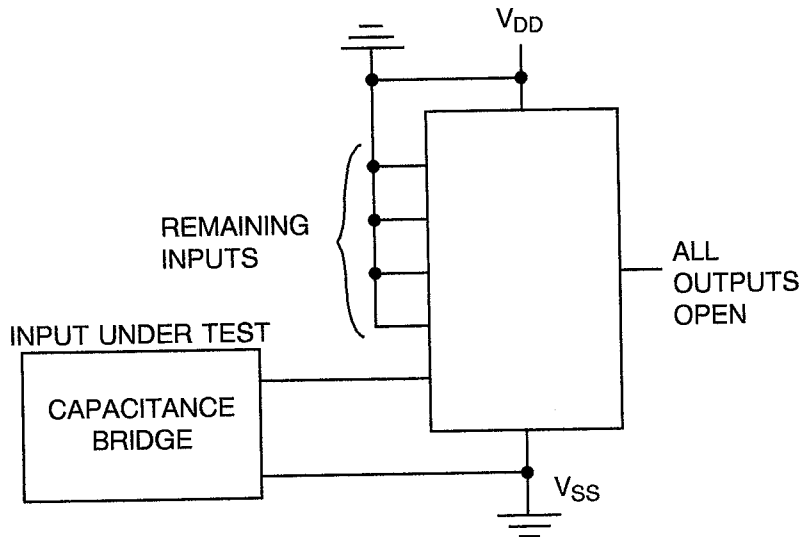 VDD
REMAINING
INPUTS
ALL
OUTPUTS
OPEN
INPUT UNDER TEST
CAPACITANCE
BRIDGE
VSS